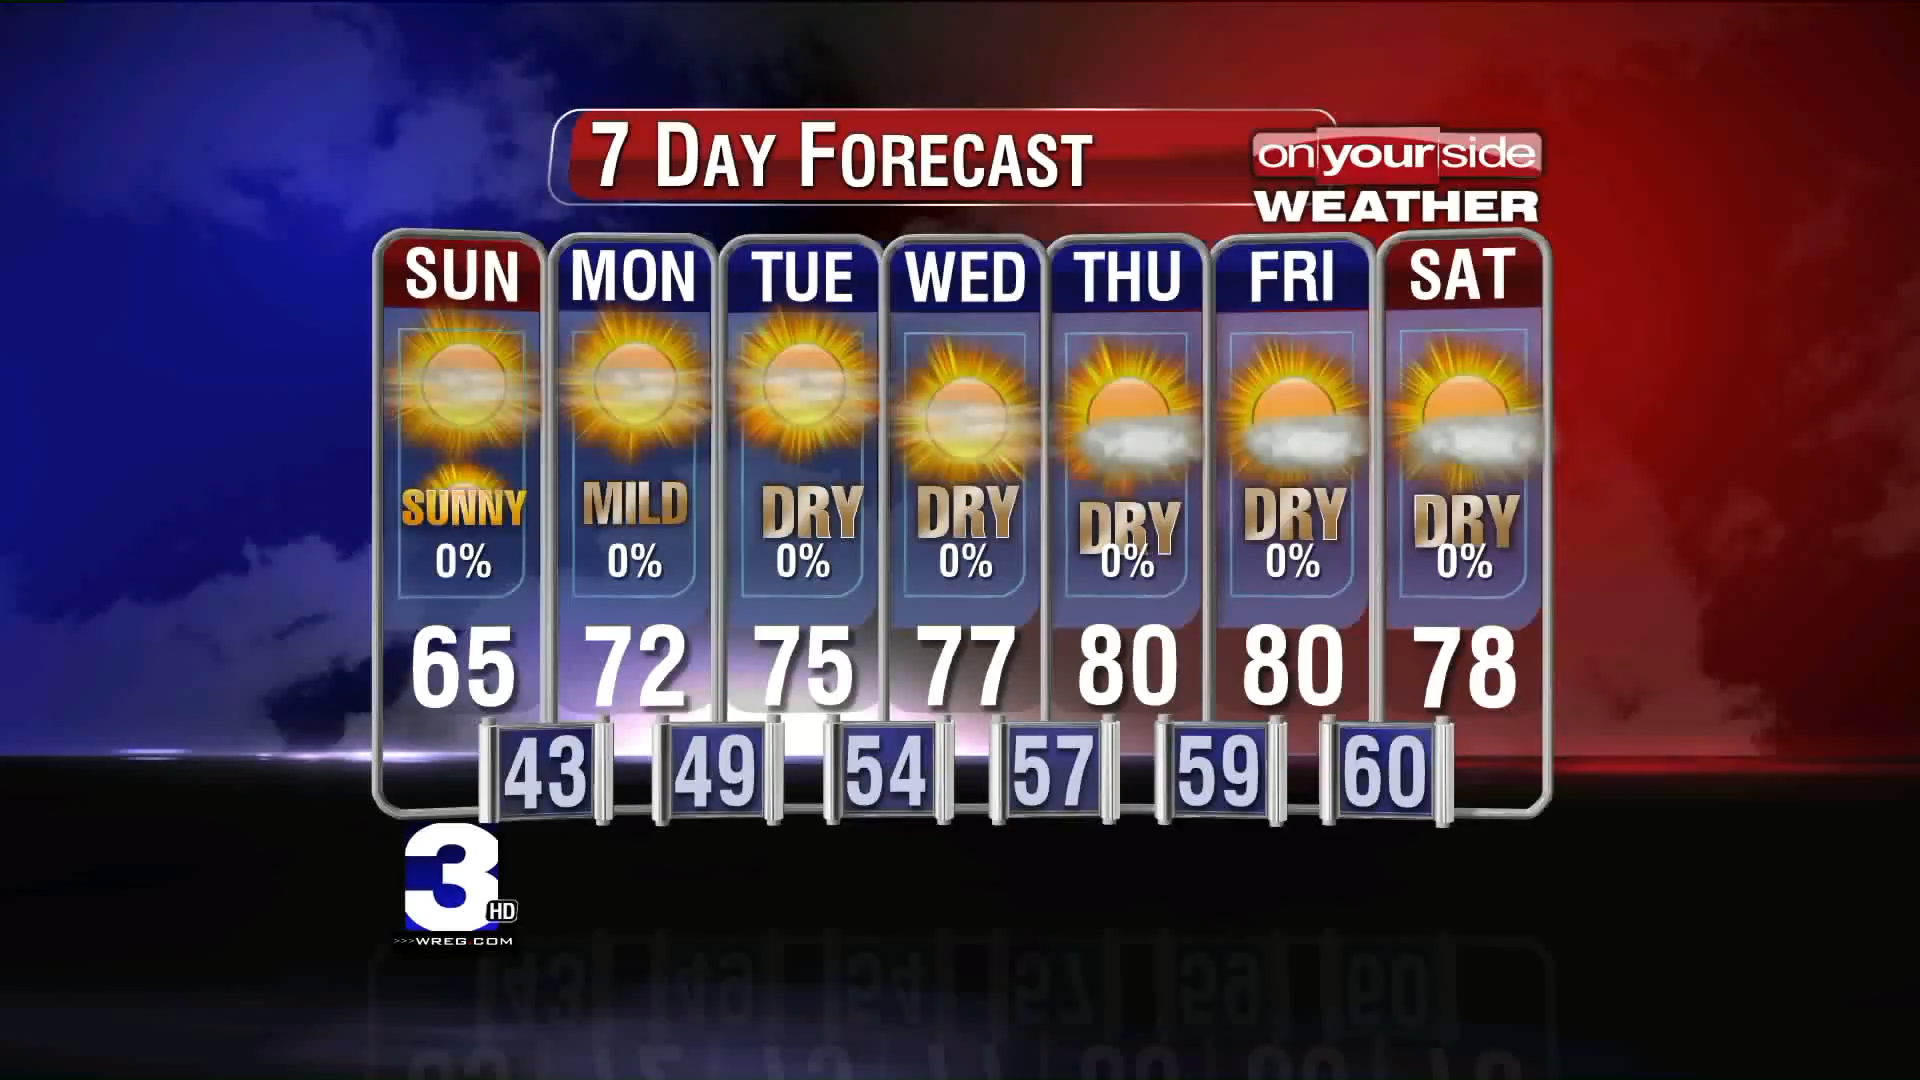 7 DAY FORECAST
on your side
WEATHER
SUN MON TUE WED THU FRI SAT
SUNNY MILD DRY DRY DRY DRY DRY
0% 0% 0% 0% 0% 0% 0%
65 72 75 77 80 80 78
43 49 54 57 59 60
3 HD
>>>WREG.COM